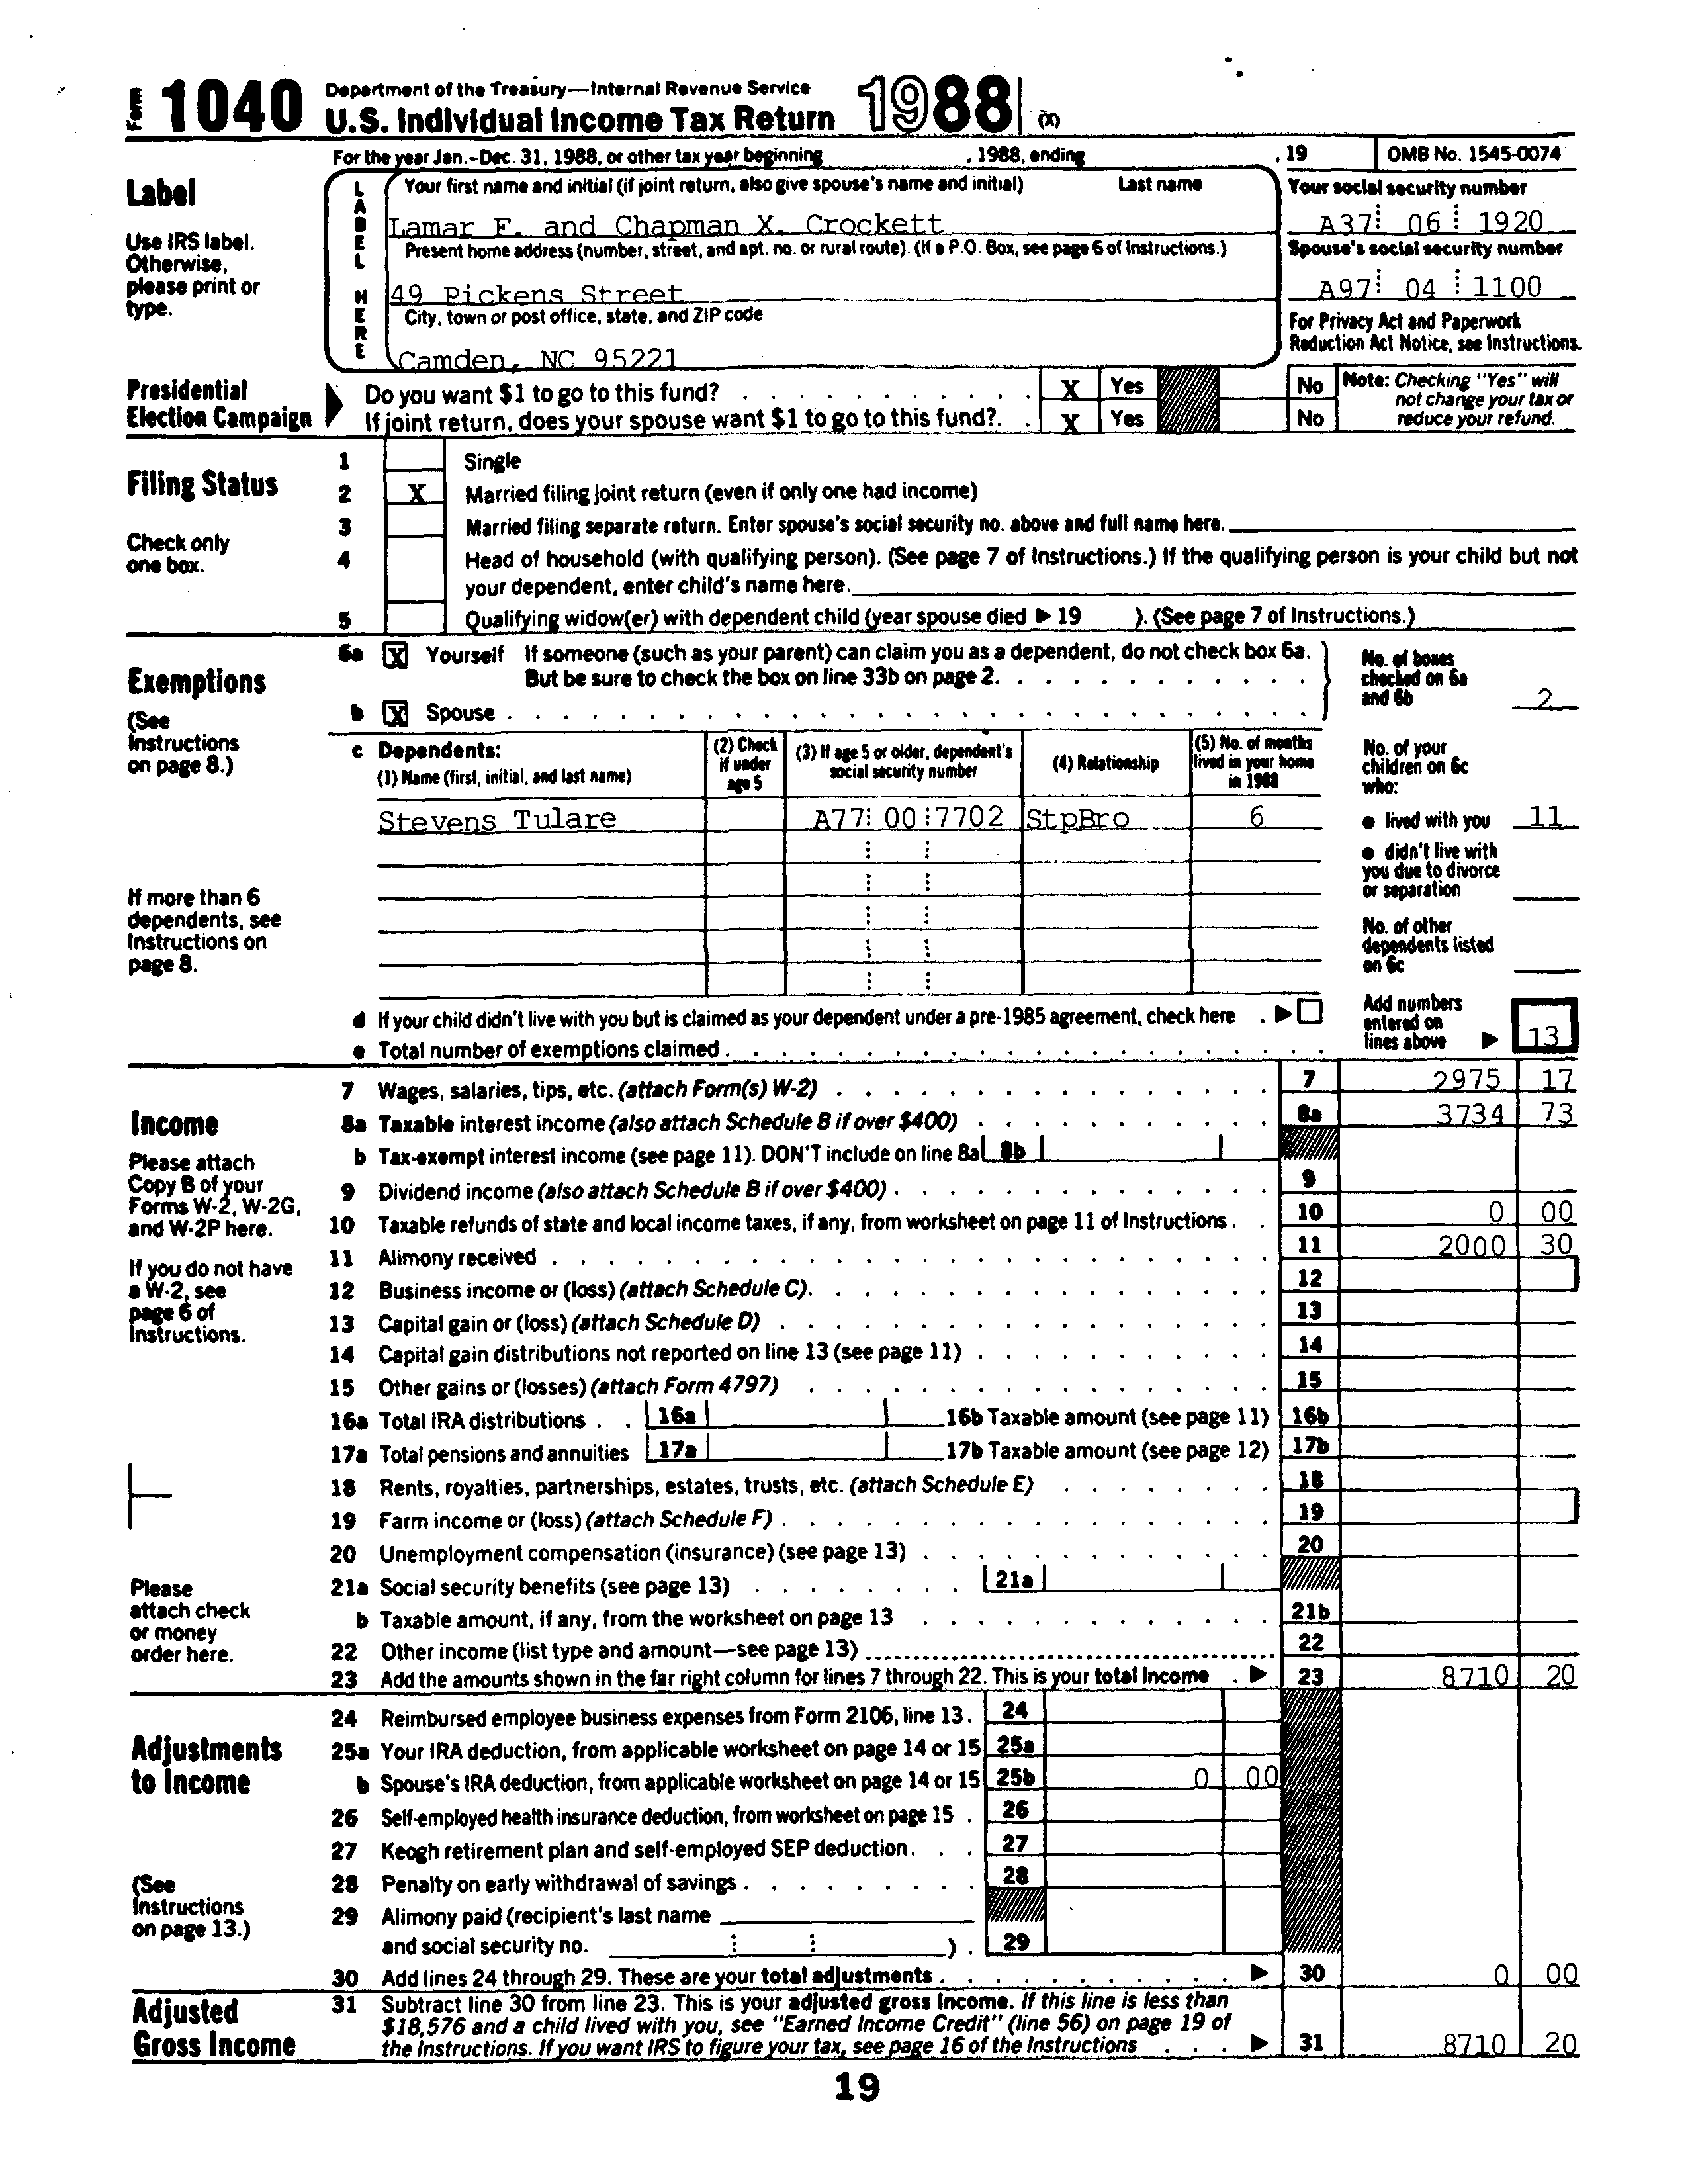 Form 1040 Department of the Treasury—Internal Revenue Service
U.S. Individual Income Tax Return 1988 (X)
For the year Jan.-Dec. 31, 1988, or other tax year beginning , 1988, ending , 19 OMB No. 1545-0074
Label
Use IRS label.
Otherwise,
please print or
type.
LABEL HERE
Your first name and initial (if joint return, also give spouse's name and initial) Last name
Lamar F. and Chapman X. Crockett
Present home address (number, street, and apt. no. or rural route). (If a P.O. Box, see page 6 of Instructions.)
49 Pickens Street
City, town or post office, state, and ZIP code
Camden, NC 95221
Your social security number
A37 06 1920
Spouse's social security number
A97 04 1100
For Privacy Act and Paperwork
Reduction Act Notice, see Instructions.
Presidential
Election Campaign
Do you want $1 to go to this fund? X Yes No
If joint return, does your spouse want $1 to go to this fund? X Yes No
Note: Checking "Yes" will
not change your tax or
reduce your refund.
Filing Status
Check only
one box.
1 Single
2 X Married filing joint return (even if only one had income)
3 Married filing separate return. Enter spouse's social security no. above and full name here.
4 Head of household (with qualifying person). (See page 7 of Instructions.) If the qualifying person is your child but not
your dependent, enter child's name here.
5 Qualifying widow(er) with dependent child (year spouse died ▶ 19 ). (See page 7 of Instructions.)
Exemptions
(See
Instructions
on page 8.)
If more than 6
dependents, see
Instructions on
page 8.
6a X Yourself If someone (such as your parent) can claim you as a dependent, do not check box 6a.
But be sure to check the box on line 33b on page 2.
b X Spouse
No. of boxes
checked on 6a
and 6b 2
c Dependents:
(1) Name (first, initial, and last name)
(2) Check
if under
age 5
(3) If age 5 or older, dependent's
social security number
(4) Relationship
(5) No. of months
lived in your home
in 1988
Stevens Tulare A77 00 7702 StpBro 6
No. of your
children on 6c
who:
● lived with you 11
● didn't live with
you due to divorce
or separation
No. of other
dependents listed
on 6c
d If your child didn't live with you but is claimed as your dependent under a pre-1985 agreement, check here ▶
e Total number of exemptions claimed
Add numbers
entered on
lines above ▶ 13
Income
Please attach
Copy B of your
Forms W-2, W-2G,
and W-2P here.
If you do not have
a W-2, see
page 6 of
Instructions.
Please
attach check
or money
order here.
7 Wages, salaries, tips, etc. (attach Form(s) W-2) 7 2975 17
8a Taxable interest income (also attach Schedule B if over $400) 8a 3734 73
b Tax-exempt interest income (see page 11). DON'T include on line 8a 8b
9 Dividend income (also attach Schedule B if over $400) 9
10 Taxable refunds of state and local income taxes, if any, from worksheet on page 11 of Instructions 10 0 00
11 Alimony received 11 2000 30
12 Business income or (loss) (attach Schedule C) 12
13 Capital gain or (loss) (attach Schedule D) 13
14 Capital gain distributions not reported on line 13 (see page 11) 14
15 Other gains or (losses) (attach Form 4797) 15
16a Total IRA distributions 16a 16b Taxable amount (see page 11) 16b
17a Total pensions and annuities 17a 17b Taxable amount (see page 12) 17b
18 Rents, royalties, partnerships, estates, trusts, etc. (attach Schedule E) 18
19 Farm income or (loss) (attach Schedule F) 19
20 Unemployment compensation (insurance) (see page 13) 20
21a Social security benefits (see page 13) 21a
b Taxable amount, if any, from the worksheet on page 13 21b
22 Other income (list type and amount—see page 13) 22
23 Add the amounts shown in the far right column for lines 7 through 22. This is your total income ▶ 23 8710 20
Adjustments
to Income
(See
Instructions
on page 13.)
24 Reimbursed employee business expenses from Form 2106, line 13. 24
25a Your IRA deduction, from applicable worksheet on page 14 or 15 25a
b Spouse's IRA deduction, from applicable worksheet on page 14 or 15 25b 0 00
26 Self-employed health insurance deduction, from worksheet on page 15 26
27 Keogh retirement plan and self-employed SEP deduction 27
28 Penalty on early withdrawal of savings 28
29 Alimony paid (recipient's last name
and social security no. ) 29
30 Add lines 24 through 29. These are your total adjustments ▶ 30 0 00
Adjusted
Gross Income
31 Subtract line 30 from line 23. This is your adjusted gross income. If this line is less than
$18,576 and a child lived with you, see "Earned Income Credit" (line 56) on page 19 of
the Instructions. If you want IRS to figure your tax, see page 16 of the Instructions ▶ 31 8710 20
19